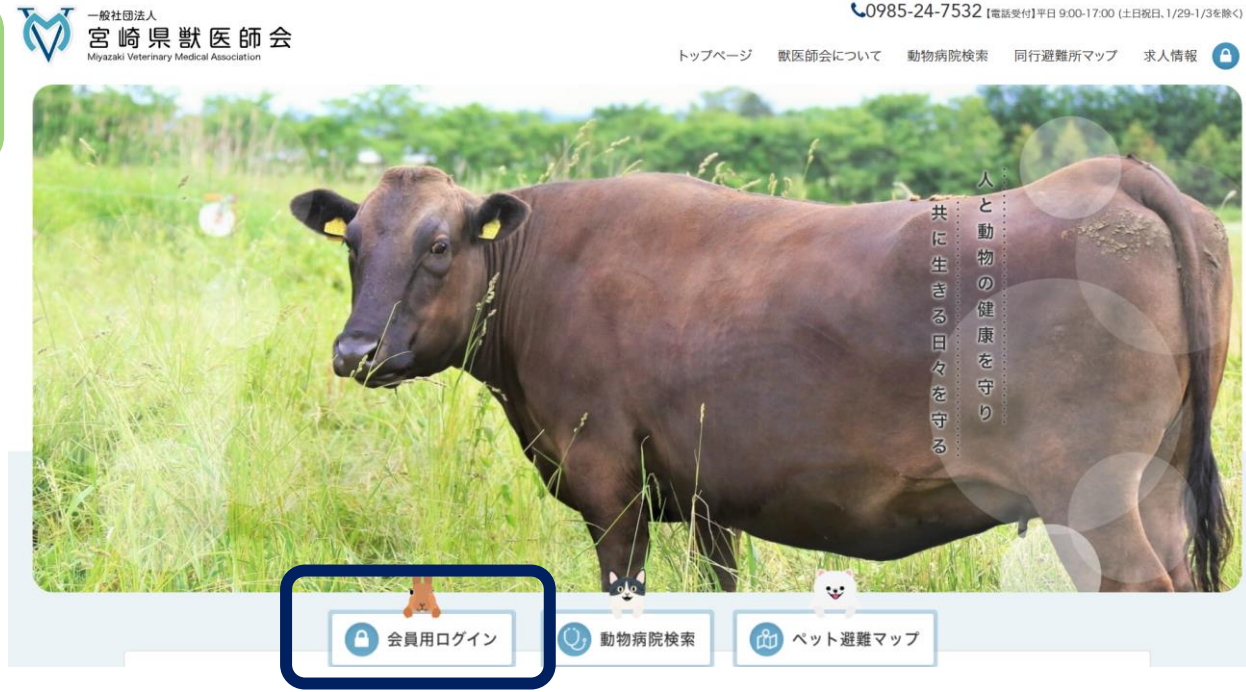 一般社団法人
宮崎県獣医師会
Miyazaki Veterinary Medical Association
0985-24-7532 [電話受付]平日 9:00-17:00 (土日祝日、1/29-1/3を除く)
トップページ 獣医師会について 動物病院検索 同行避難所マップ 求人情報
人と動物の健康を守り
共に生きる日々を守る
会員用ログイン 動物病院検索 ペット避難マップ